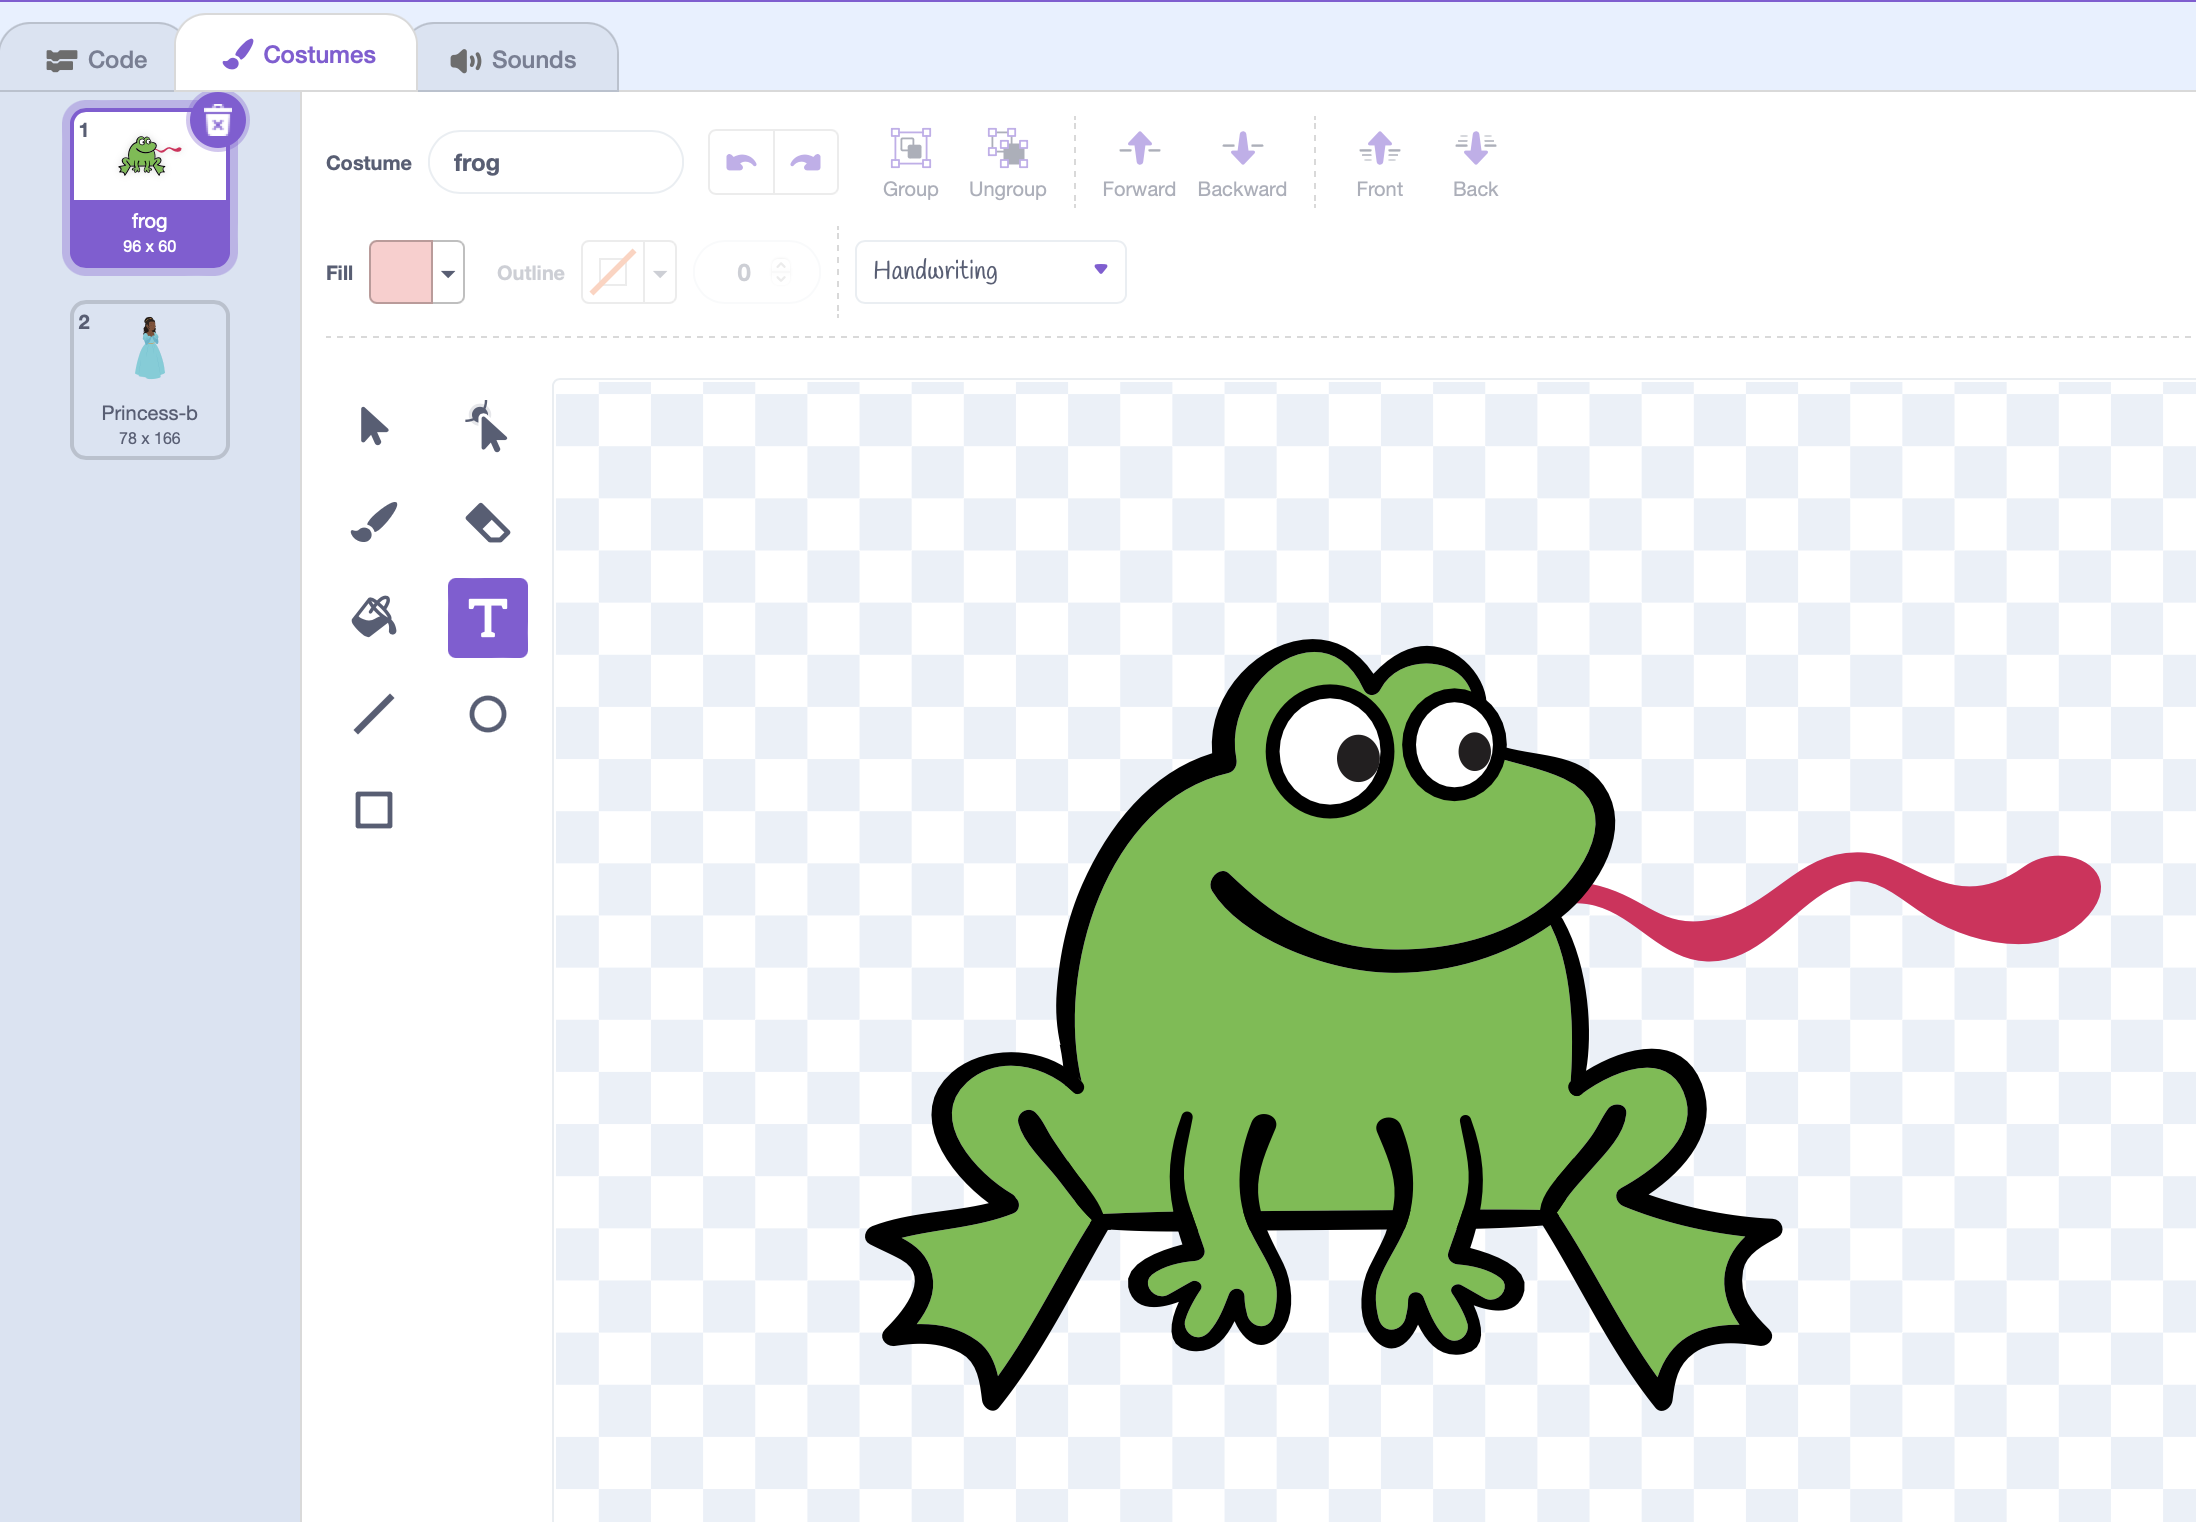 Code
Costumes
Sounds
1
frog
96 x 60
2
Princess-b
78 x 166
Costume
frog
Group
Ungroup
Forward
Backward
Front
Back
Fill
Outline
0
Handwriting
T